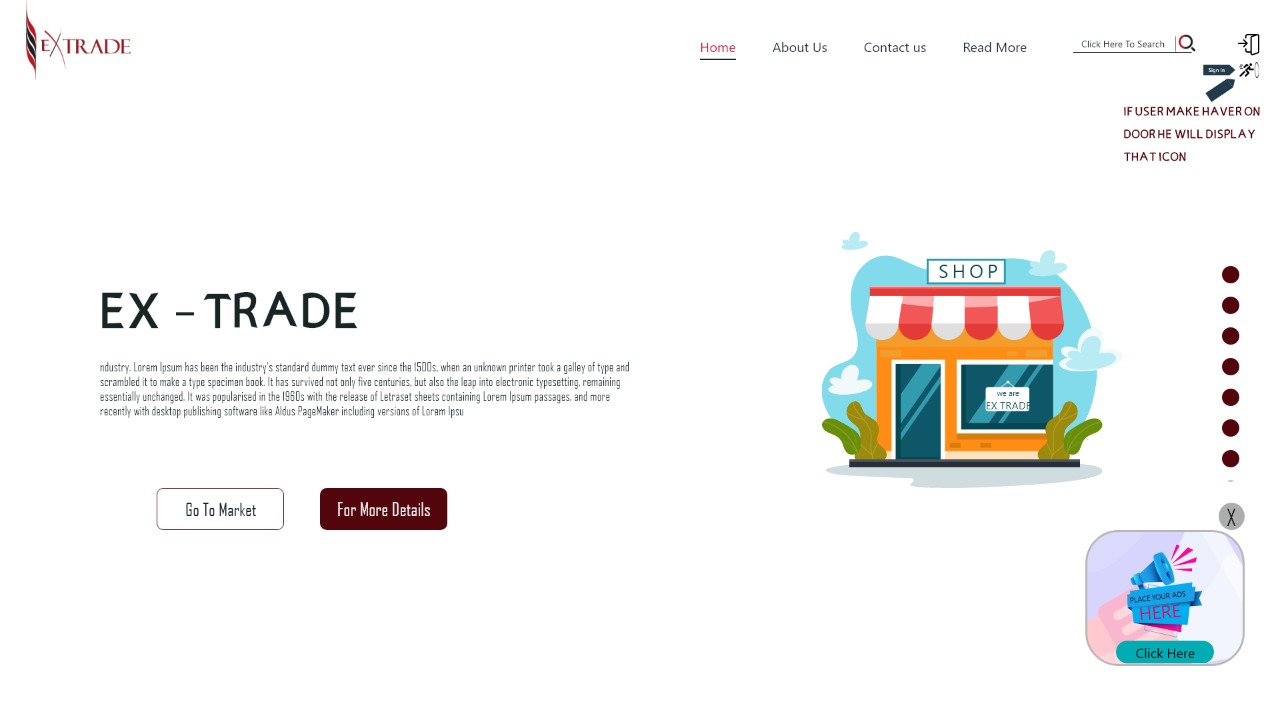 EXTRADE
Home
About Us
Contact us
Read More
Click Here To Search
Sign in
IF USER MAKE HAVER ON
DOOR HE WILL DISPLAY
THAT ICON
SHOP
we are
EX TRADE
EX - TRADE
ndustry. Lorem Ipsum has been the industry's standard dummy text ever since the 1500s, when an unknown printer took a galley of type and
scrambled it to make a type specimen book. It has survived not only five centuries, but also the leap into electronic typesetting, remaining
essentially unchanged. It was popularised in the 1960s with the release of Letraset sheets containing Lorem Ipsum passages, and more
recently with desktop publishing software like Aldus PageMaker including versions of Lorem Ipsu
Go To Market
For More Details
X
PLACE YOUR ADS
HERE
Click Here